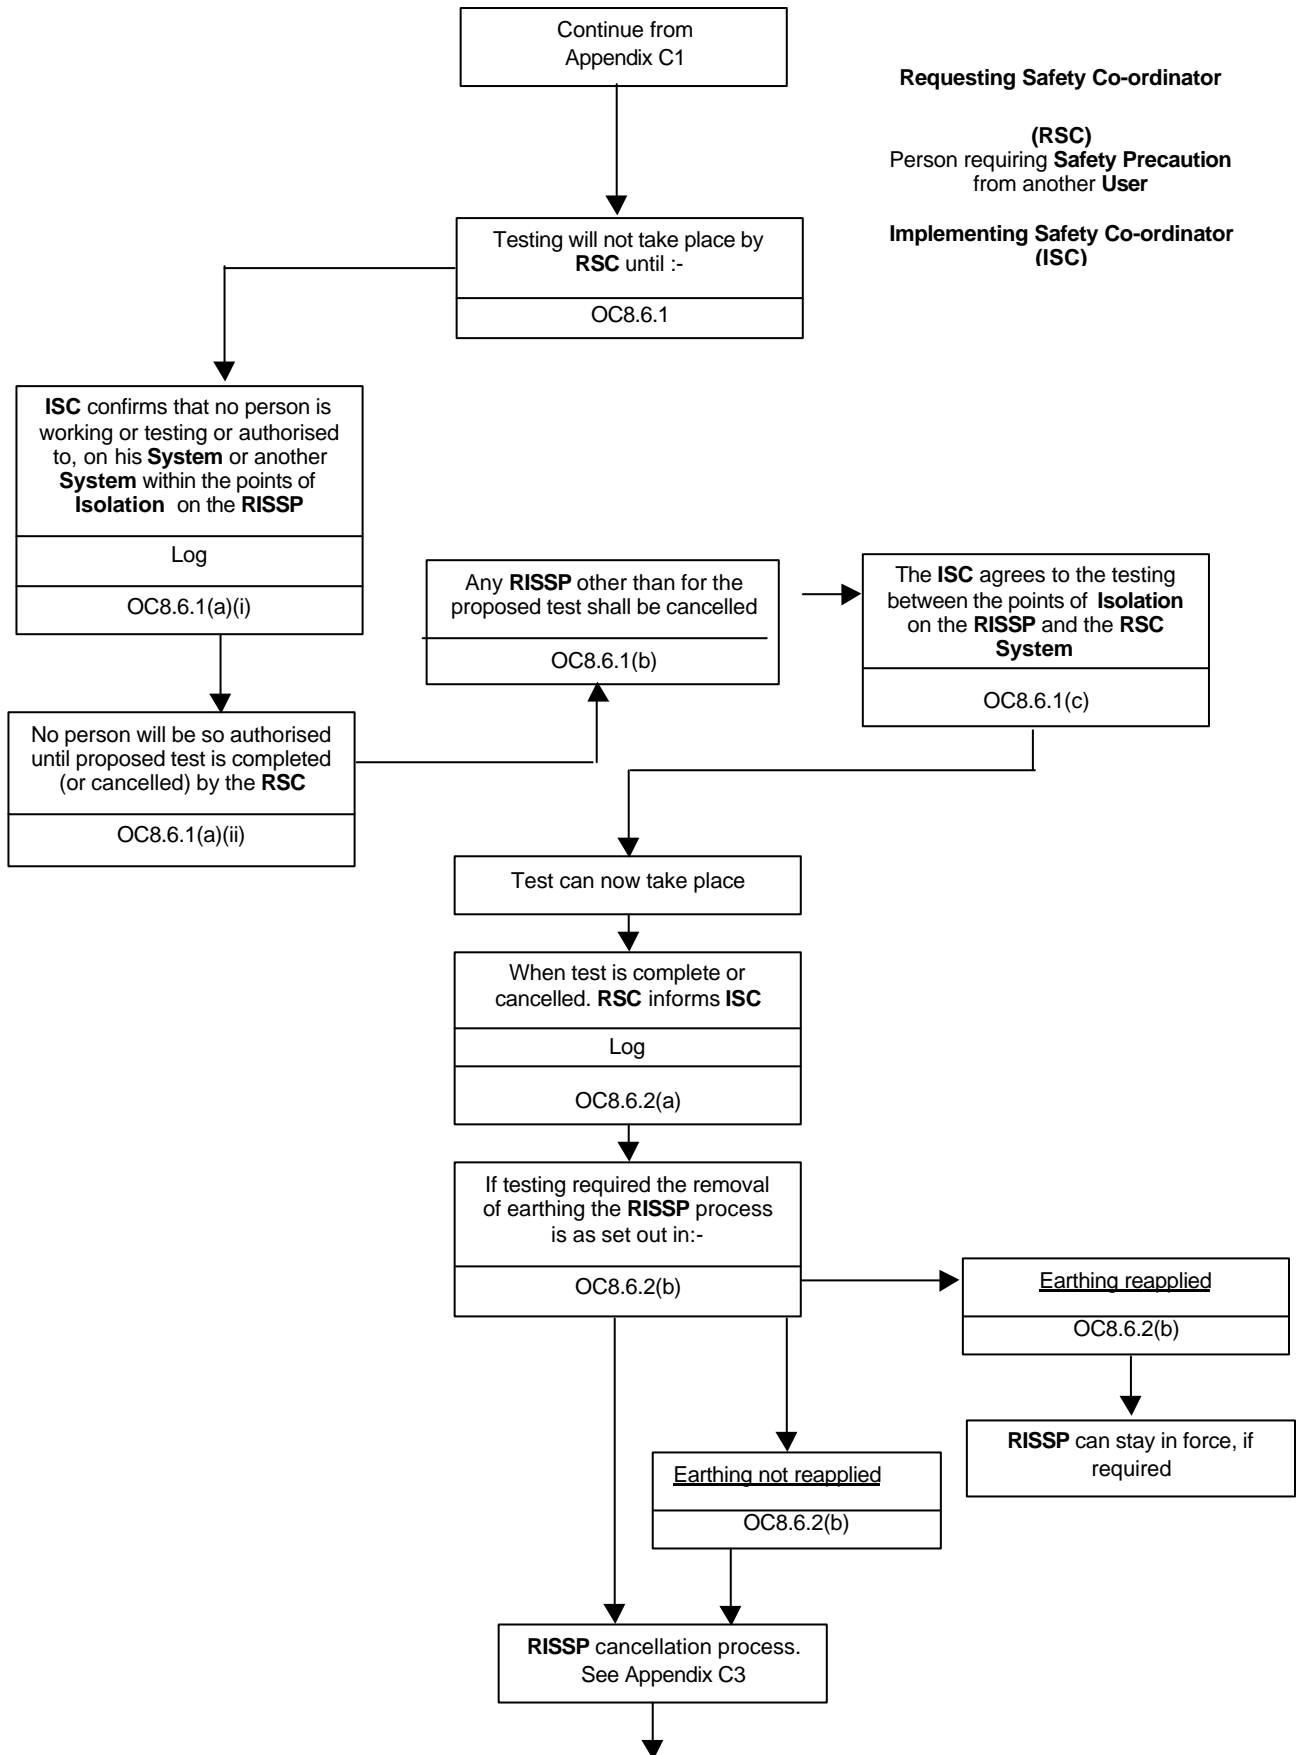 Continue from
Appendix C1
Requesting Safety Co-ordinator
(RSC)
Person requiring Safety Precaution
from another User
Implementing Safety Co-ordinator
(ISC)
Testing will not take place by
RSC until :-
OC8.6.1
ISC confirms that no person is
working or testing or authorised
to, on his System or another
System within the points of
Isolation on the RISSP
Log
OC8.6.1(a)(i)
No person will be so authorised
until proposed test is completed
(or cancelled) by the RSC
OC8.6.1(a)(ii)
Any RISSP other than for the
proposed test shall be cancelled
OC8.6.1(b)
The ISC agrees to the testing
between the points of Isolation
on the RISSP and the RSC
System
OC8.6.1(c)
Test can now take place
When test is complete or
cancelled. RSC informs ISC
Log
OC8.6.2(a)
If testing required the removal
of earthing the RISSP process
is as set out in:-
OC8.6.2(b)
Earthing reapplied
OC8.6.2(b)
RISSP can stay in force, if
required
Earthing not reapplied
OC8.6.2(b)
RISSP cancellation process.
See Appendix C3